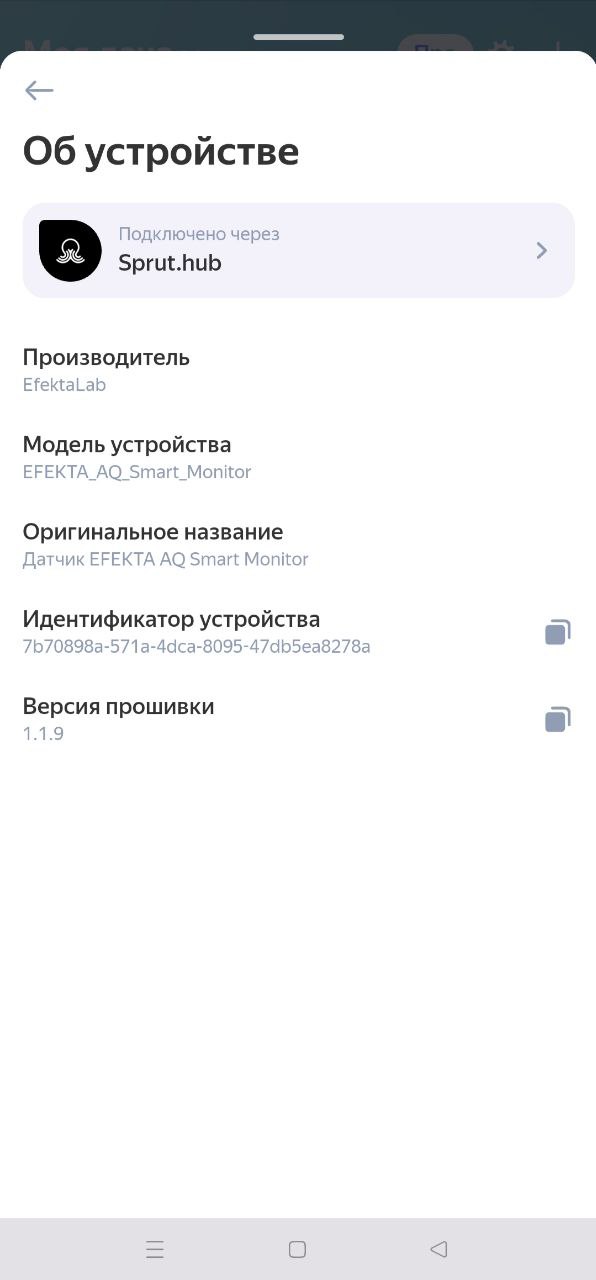 Об устройстве
Подключено через
Sprut.hub
Производитель
EfektaLab
Модель устройства
EFEKTA_AQ_Smart_Monitor
Оригинальное название
Датчик EFEKTA AQ Smart Monitor
Идентификатор устройства
7b70898a-571a-4dca-8095-47db5ea8278a
Версия прошивки
1.1.9